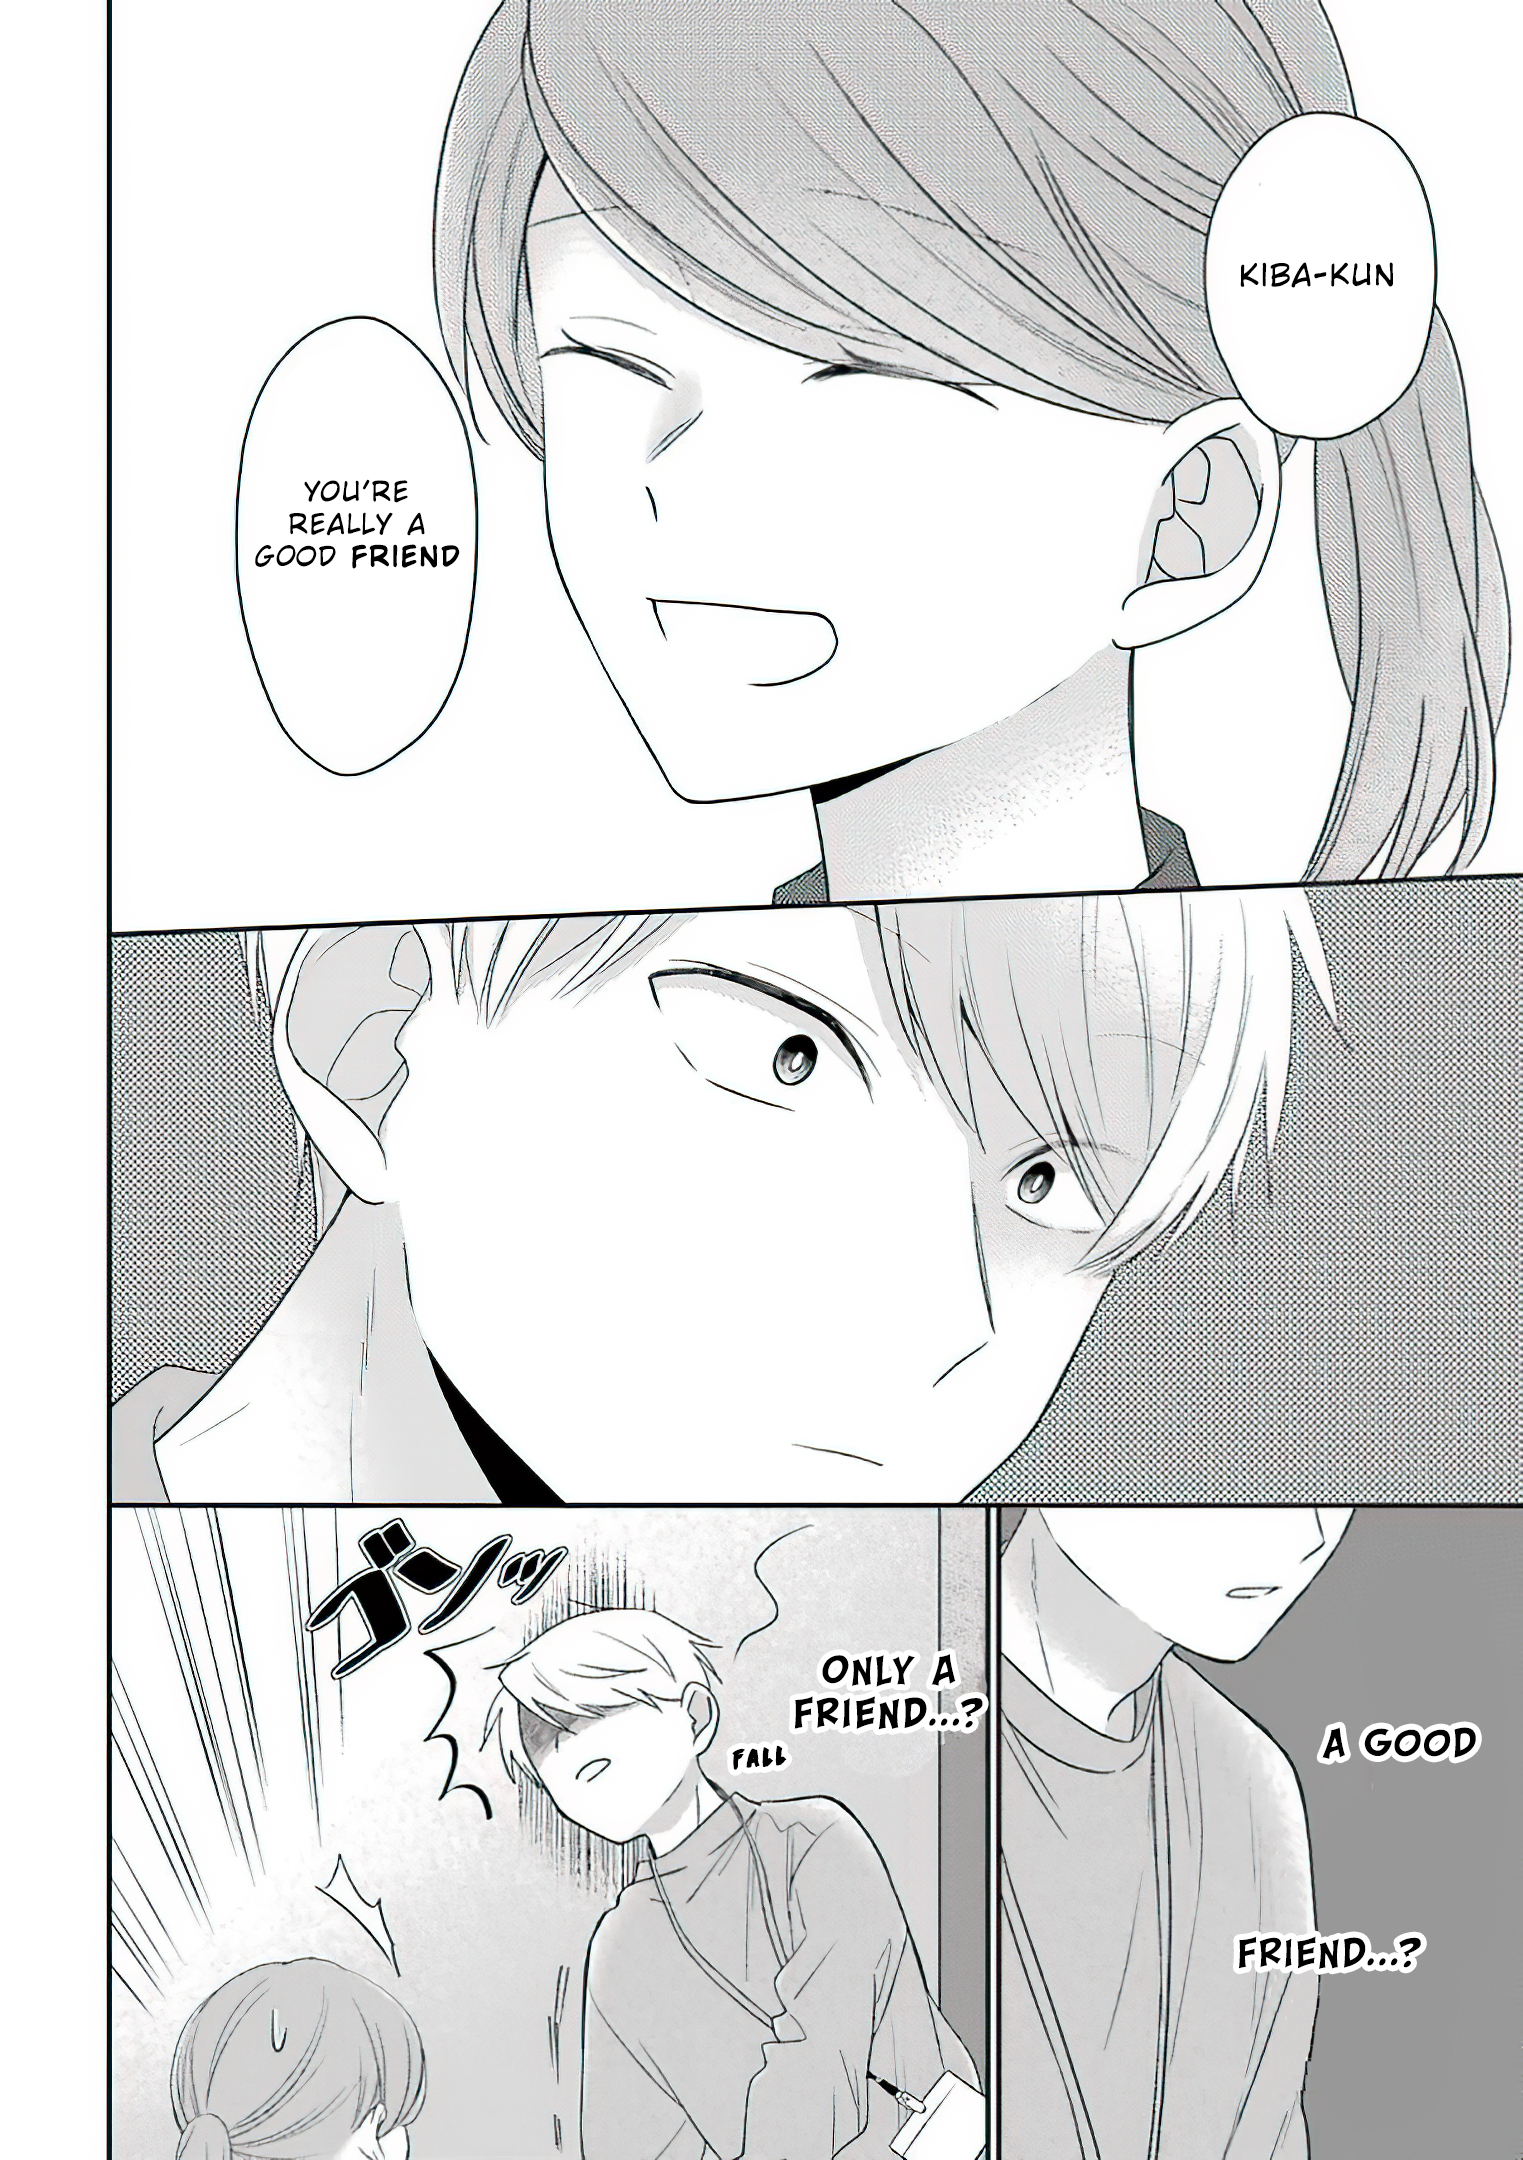 KIBA-KUN
YOU'RE
REALLY A
GOOD FRIEND
A GOOD
FRIEND...?
ゴンッ
ONLY A
FRIEND...?
FALL